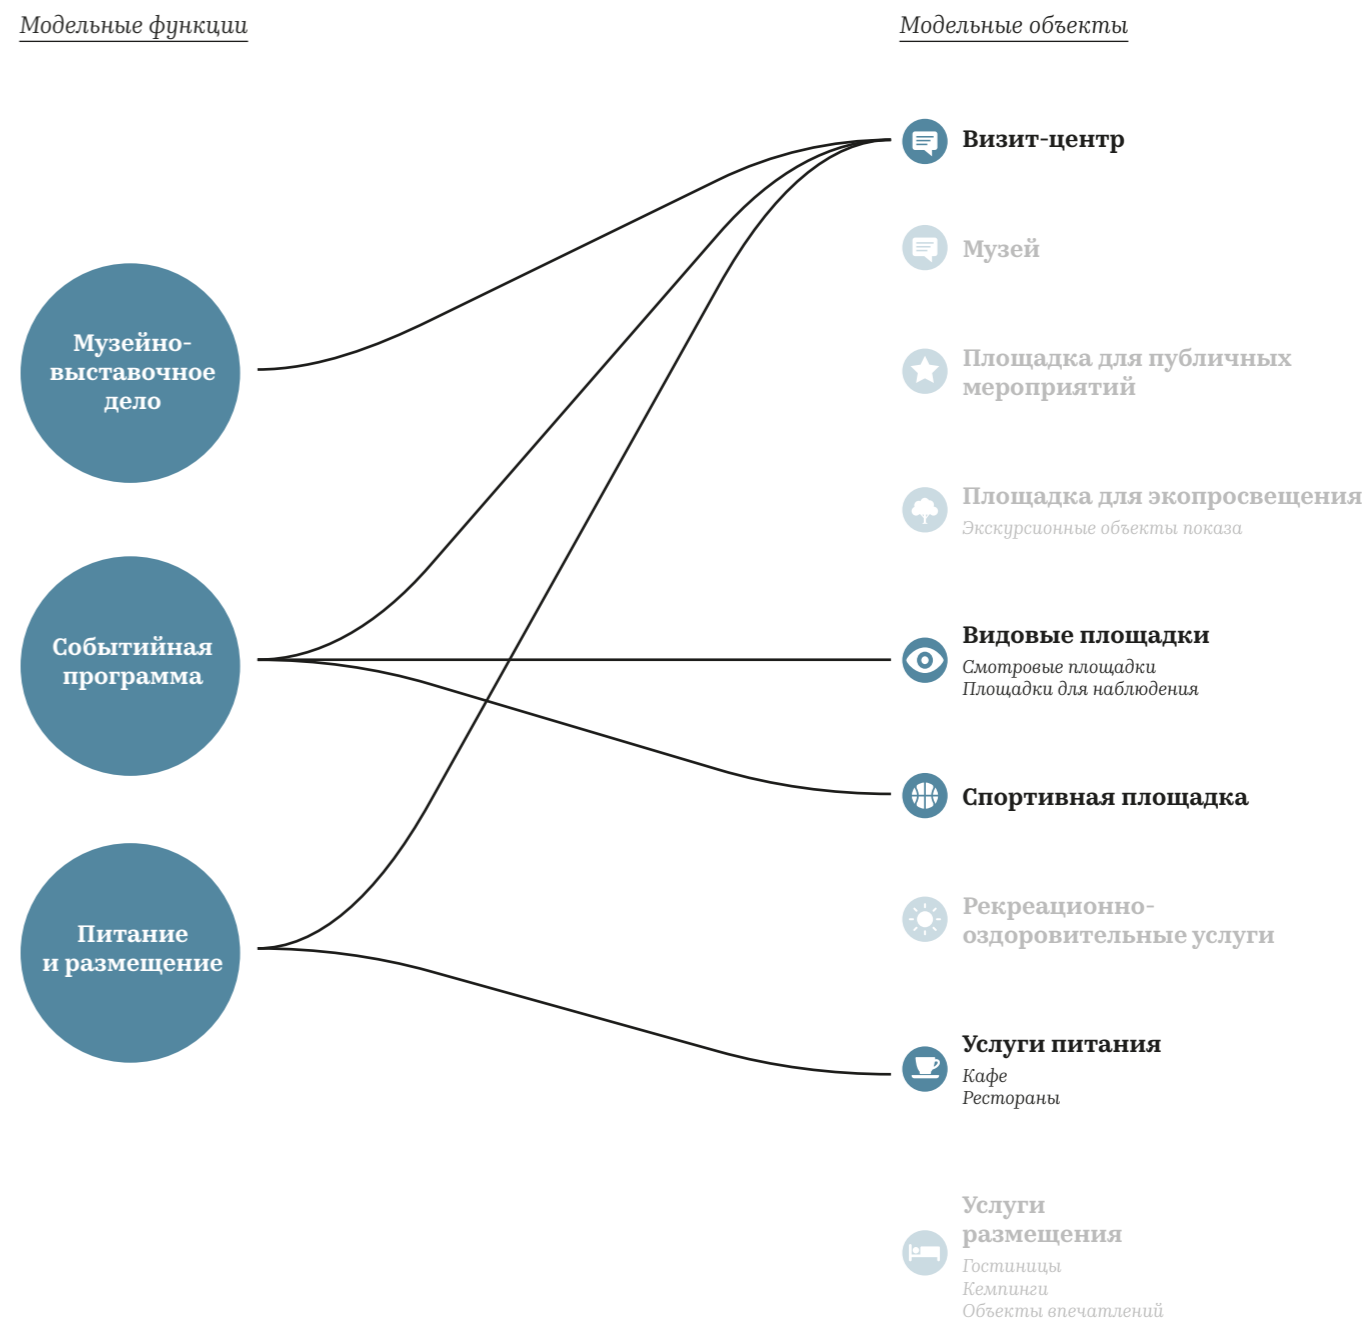 Модельные функции
Модельные объекты
Музейно-
выставочное
дело
Событийная
программа
Питание
и размещение
Визит-центр
Музей
Площадка для публичных
мероприятий
Площадка для экопросвещения
Экскурсионные объекты показа
Видовые площадки
Смотровые площадки
Площадки для наблюдения
Спортивная площадка
Рекреационно-
оздоровительные услуги
Услуги питания
Кафе
Рестораны
Услуги
размещения
Гостиницы
Кемпинги
Объекты впечатлений